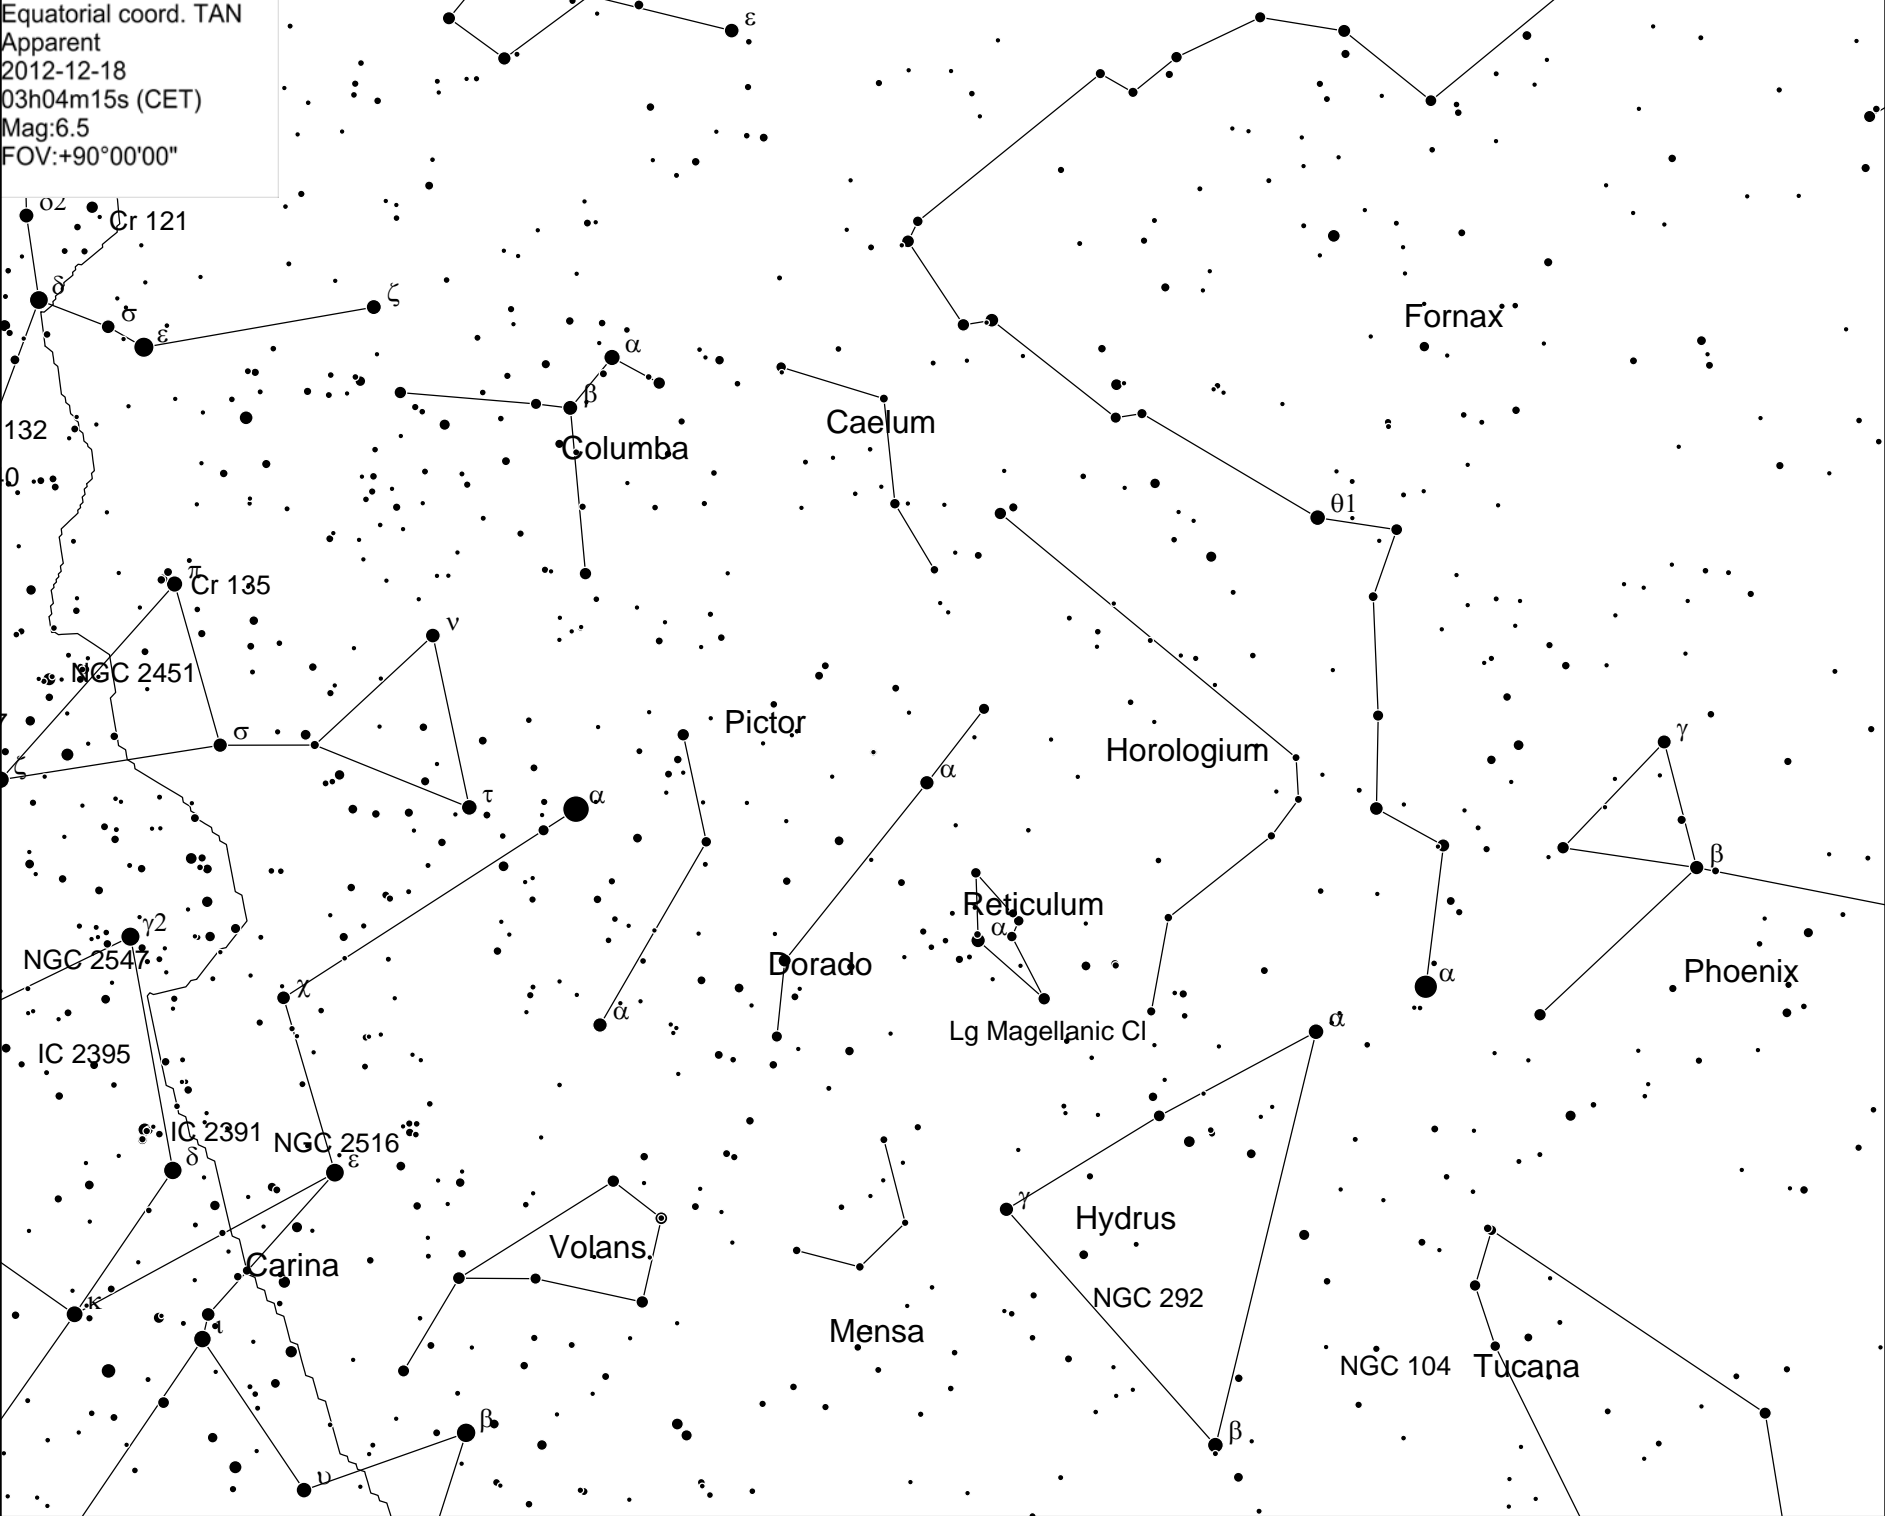 Equatorial coord. TAN
Apparent
2012-12-18
03h04m15s (CET)
Mag:6.5
FOV:+90°00'00"
ε
ο2
Cr 121
δ
σ
ε
ζ
α
β
Columba
Caelum
Fornax
132
θ1
π
Cr 135
ν
NGC 2451
σ
ζ
τ
α
Pictor
α
Horologium
γ
β
Reticulum
α
γ2
NGC 2547
Dorado
α
Phoenix
χ
α
Lg Magellanic Cl
α
IC 2395
IC 2391
NGC 2516
δ
ε
γ
Hydrus
Volans
Carina
κ
ι
NGC 292
Mensa
NGC 104
Tucana
β
β
υ